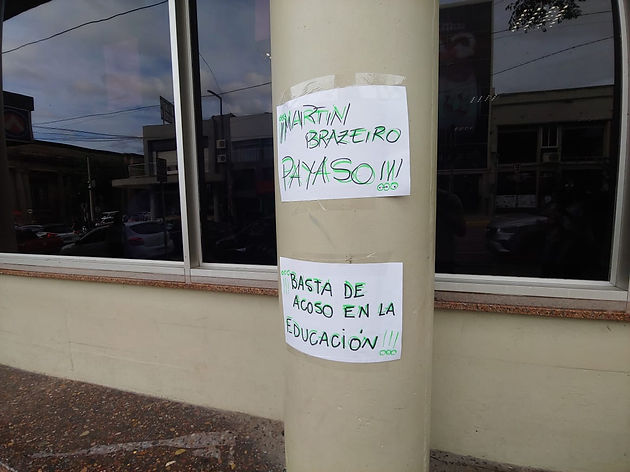 ¡¡MARTIN
BRAZEIRO
PAYASO!!!
¡¡¡BASTA DE
ACOSO EN LA
EDUCACIÓN!!!